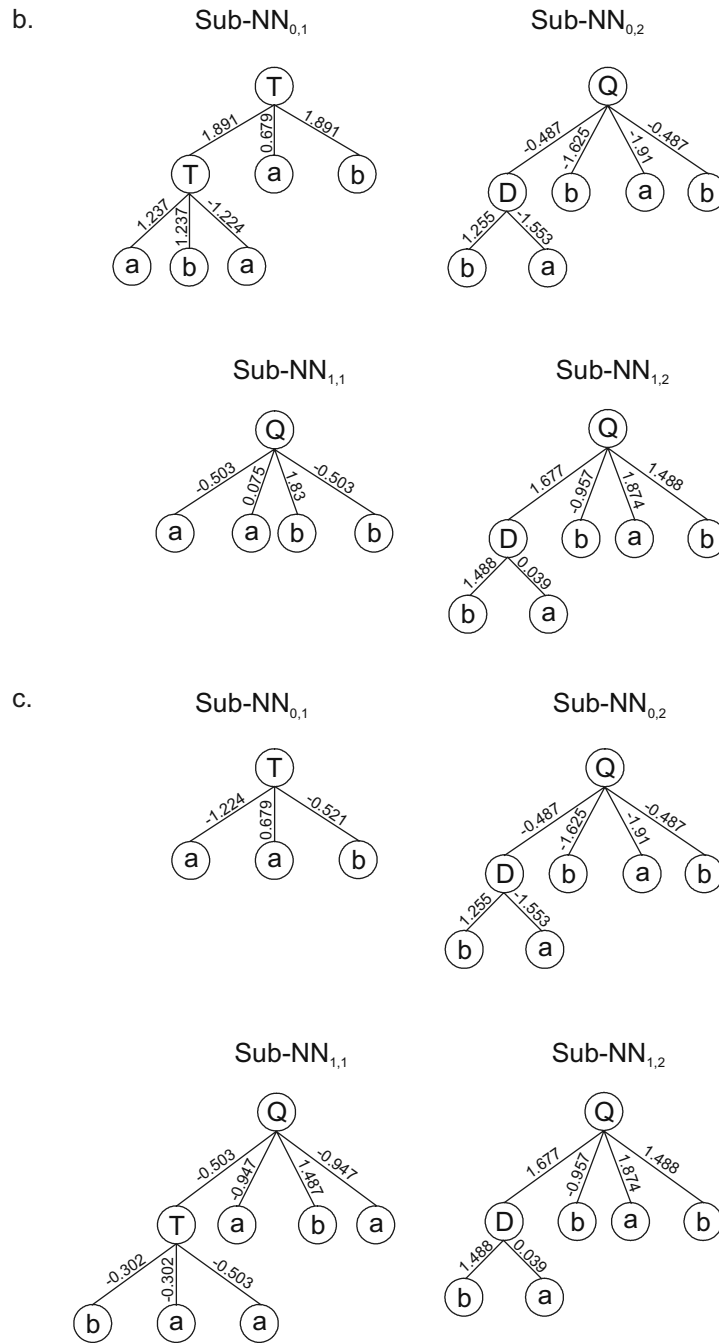 b.
Sub-NN0,1 Sub-NN0,2
T Q
1.891 0.679 1.891 -0.487 -1.625 -1.91 -0.487
T a b D b a b
1.237 1.237 -1.224 1.255 -1.553
a b a b a
Sub-NN1,1 Sub-NN1,2
Q Q
-0.503 0.075 1.83 -0.503 1.677 -0.957 1.874 1.488
a a b b D b a b
1.488 0.039
b a
c.
Sub-NN0,1 Sub-NN0,2
T Q
-1.224 0.679 -0.521 -0.487 -1.625 -1.91 -0.487
a a b D b a b
1.255 -1.553
b a
Sub-NN1,1 Sub-NN1,2
Q Q
-0.503 -0.947 1.487 -0.947 1.677 -0.957 1.874 1.488
T a b a D b a b
-0.302 -0.302 -0.503 1.488 0.039
b a a b a